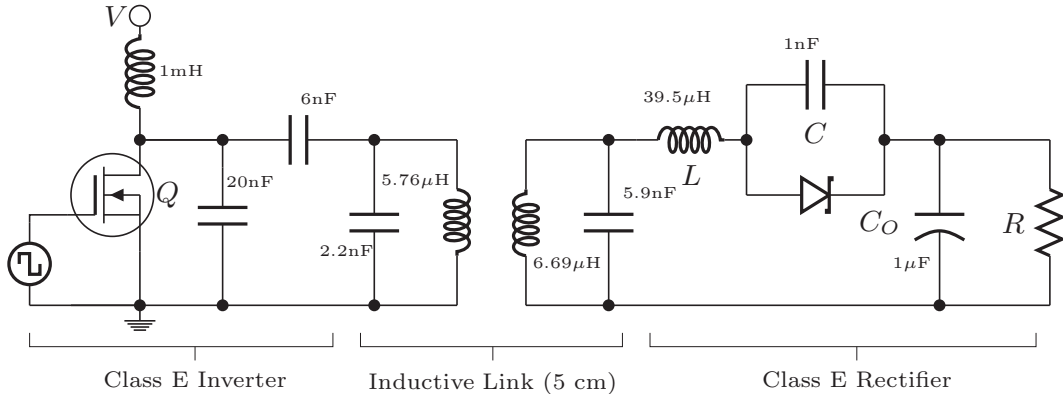 V
1mH
6nF
Q
20nF
2.2nF
5.76μH
6.69μH
5.9nF
39.5μH
L
1nF
C
C_O
1μF
R
Class E Inverter
Inductive Link (5 cm)
Class E Rectifier